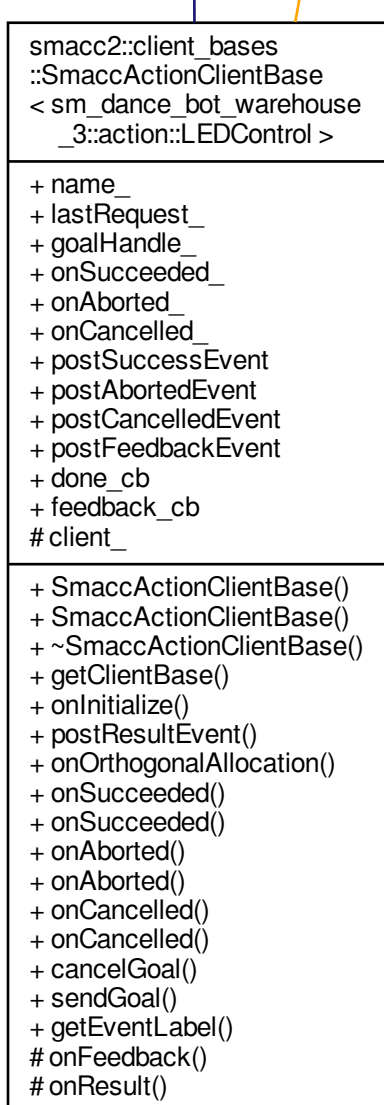 smacc2::client_bases
::SmaccActionClientBase
< sm_dance_bot_warehouse
_3::action::LEDControl >
+ name_
+ lastRequest_
+ goalHandle_
+ onSucceeded_
+ onAborted_
+ onCancelled_
+ postSuccessEvent
+ postAbortedEvent
+ postCancelledEvent
+ postFeedbackEvent
+ done_cb
+ feedback_cb
# client_
+ SmaccActionClientBase()
+ SmaccActionClientBase()
+ ~SmaccActionClientBase()
+ getClientBase()
+ onInitialize()
+ postResultEvent()
+ onOrthogonalAllocation()
+ onSucceeded()
+ onSucceeded()
+ onAborted()
+ onAborted()
+ onCancelled()
+ onCancelled()
+ cancelGoal()
+ sendGoal()
+ getEventLabel()
# onFeedback()
# onResult()